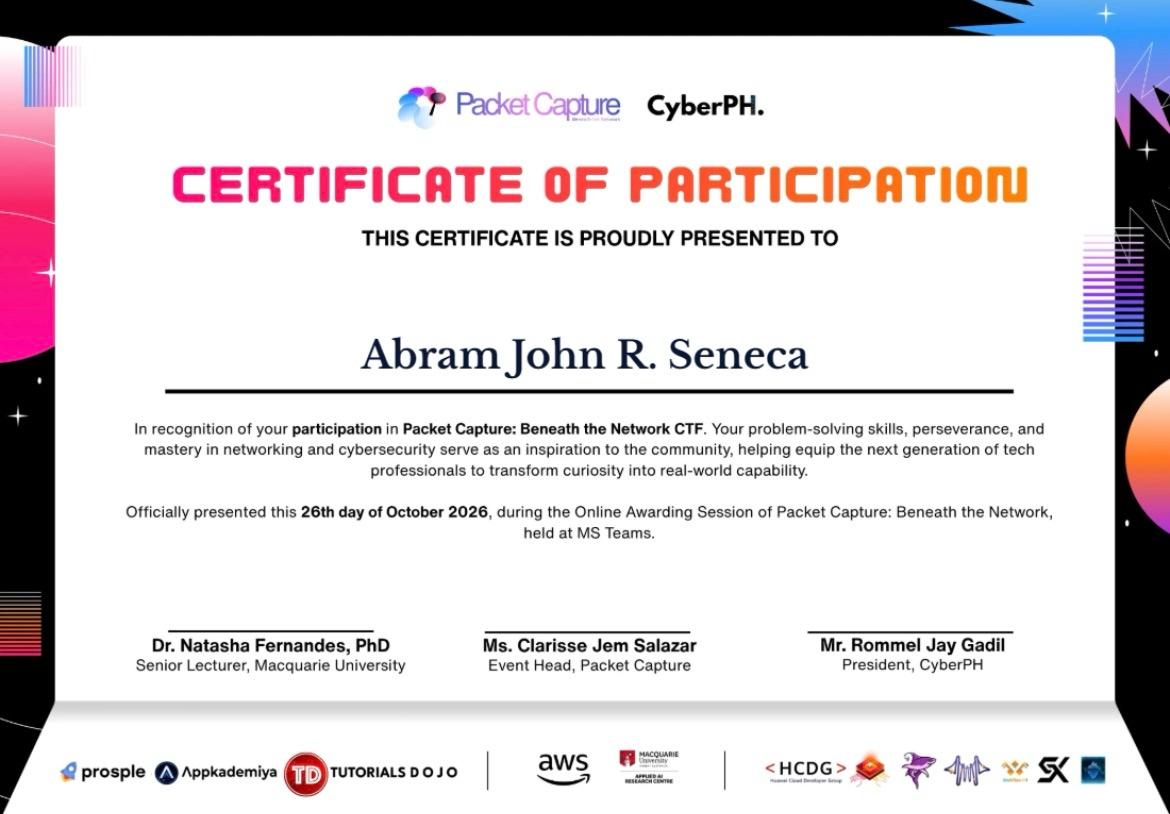 Packet Capture CyberPH.
CERTIFICATE OF PARTICIPATION
THIS CERTIFICATE IS PROUDLY PRESENTED TO
Abram John R. Seneca
In recognition of your participation in Packet Capture: Beneath the Network CTF. Your problem-solving skills, perseverance, and
mastery in networking and cybersecurity serve as an inspiration to the community, helping equip the next generation of tech
professionals to transform curiosity into real-world capability.
Officially presented this 26th day of October 2026, during the Online Awarding Session of Packet Capture: Beneath the Network,
held at MS Teams.
Dr. Natasha Fernandes, PhD
Senior Lecturer, Macquarie University
Ms. Clarisse Jem Salazar
Event Head, Packet Capture
Mr. Rommel Jay Gadil
President, CyberPH
prosple
Appkademiya
TD TUTORIALS DOJO
aws
MACQUARIE
University
APPLIED AI
RESEARCH CENTRE
<HCDG>
Huawei Cloud Developer Group
SK